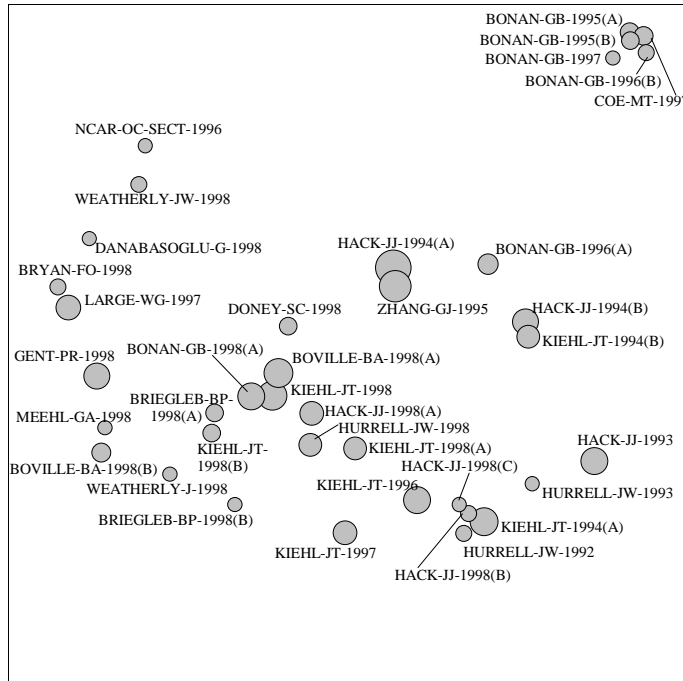 BONAN-GB-1995(A)
BONAN-GB-1995(B)
BONAN-GB-1997
BONAN-GB-1996(B)
COE-MT-1997
NCAR-OC-SECT-1996
WEATHERLY-JW-1998
DANABASOGLU-G-1998
HACK-JJ-1994(A)
BONAN-GB-1996(A)
BRYAN-FO-1998
LARGE-WG-1997
DONEY-SC-1998
ZHANG-GJ-1995
HACK-JJ-1994(B)
KIEHL-JT-1994(B)
BONAN-GB-1998(A)
GENT-PR-1998
BOVILLE-BA-1998(A)
BRIEGLEB-BP-
1998(A)
KIEHL-JT-1998
HACK-JJ-1998(A)
MEEHL-GA-1998
HURRELL-JW-1998
KIEHL-JT-
1998(B)
KIEHL-JT-1998(A)
HACK-JJ-1993
BOVILLE-BA-1998(B)
HACK-JJ-1998(C)
WEATHERLY-J-1998
KIEHL-JT-1996
HURRELL-JW-1993
BRIEGLEB-BP-1998(B)
KIEHL-JT-1994(A)
KIEHL-JT-1997
HURRELL-JW-1992
HACK-JJ-1998(B)